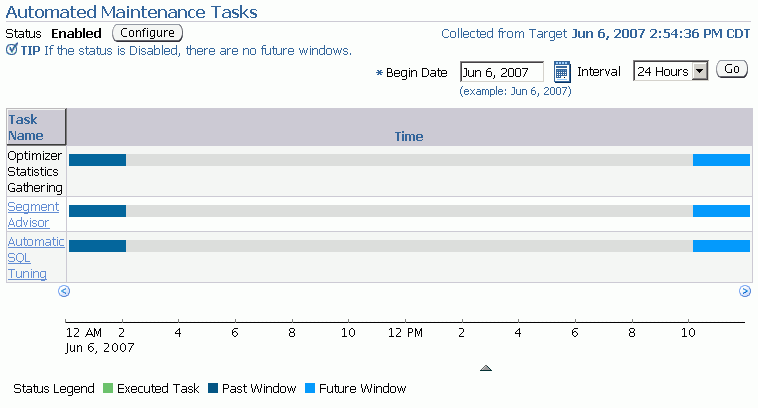 Automated Maintenance Tasks
Status Enabled Configure Collected from Target Jun 6, 2007 2:54:36 PM CDT
TIP If the status is Disabled, there are no future windows.
* Begin Date Jun 6, 2007 Interval 24 Hours Go
(example: Jun 6, 2007)
Task
Name
Time
Optimizer
Statistics
Gathering
Segment
Advisor
Automatic
SQL
Tuning
12 AM 2 4 6 8 10 12 PM 2 4 6 8 10
Jun 6, 2007
Status Legend Executed Task Past Window Future Window